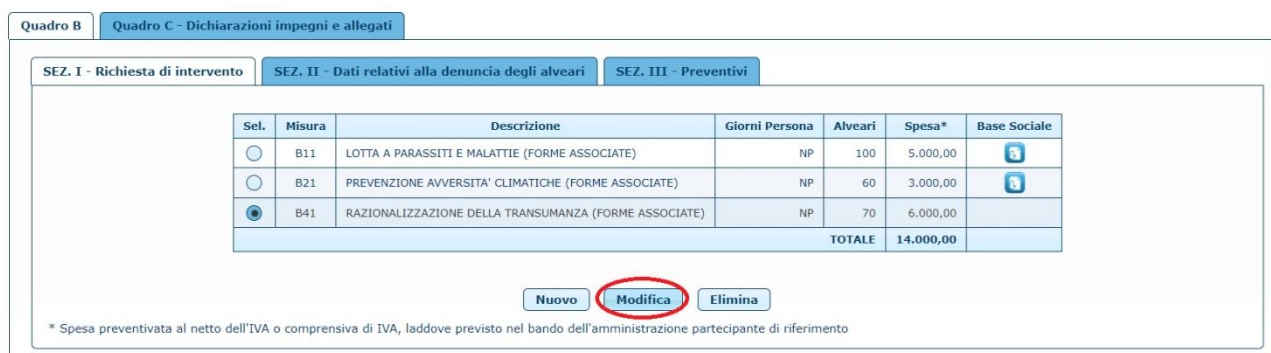 Quadro B Quadro C - Dichiarazioni impegni e allegati
SEZ. I - Richiesta di intervento SEZ. II - Dati relativi alla denuncia degli alveari SEZ. III - Preventivi
Sel. Misura Descrizione Giorni Persona Alveari Spesa* Base Sociale
B11 LOTTA A PARASSITI E MALATTIE (FORME ASSOCIATE) NP 100 5.000,00
B21 PREVENZIONE AVVERSITA' CLIMATICHE (FORME ASSOCIATE) NP 60 3.000,00
B41 RAZIONALIZZAZIONE DELLA TRANSUMANZA (FORME ASSOCIATE) NP 70 6.000,00
TOTALE 14.000,00
Nuovo Modifica Elimina
* Spesa preventivata al netto dell'IVA o comprensiva di IVA, laddove previsto nel bando dell'amministrazione partecipante di riferimento